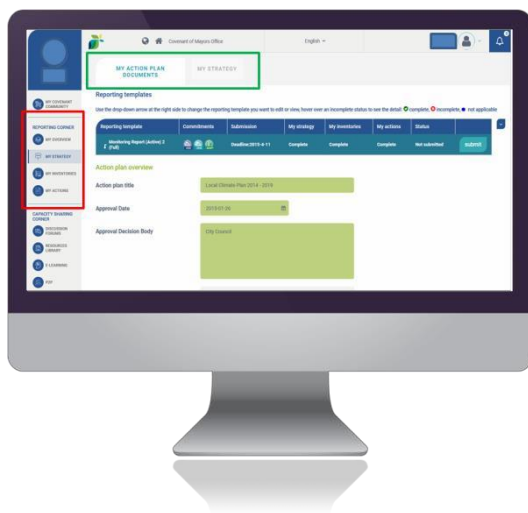 Covenant of Mayors Office
English
MY ACTION PLAN
DOCUMENTS
MY STRATEGY
MY COVENANT
COMMUNITY
REPORTING CORNER
MY OVERVIEW
MY STRATEGY
MY INVENTORIES
MY ACTIONS
CAPACITY SHARING
CORNER
DISCUSSION
FORUMS
RESOURCES
LIBRARY
E-LEARNING
P2P
Reporting templates
Use the drop-down arrow at the right side to change the reporting template you want to edit or view, hover over an incomplete status to see the detail: complete, incomplete, not applicable
Reporting template Commitments Submission My strategy My inventories My actions Status
Monitoring Report (Active) 2
(Full) Deadline:2019-4-11 Complete Complete Complete Not submitted submit
Action plan overview
Action plan title Local Climate Plan 2014 - 2019
Approval Date
Approval Decision Body City Council